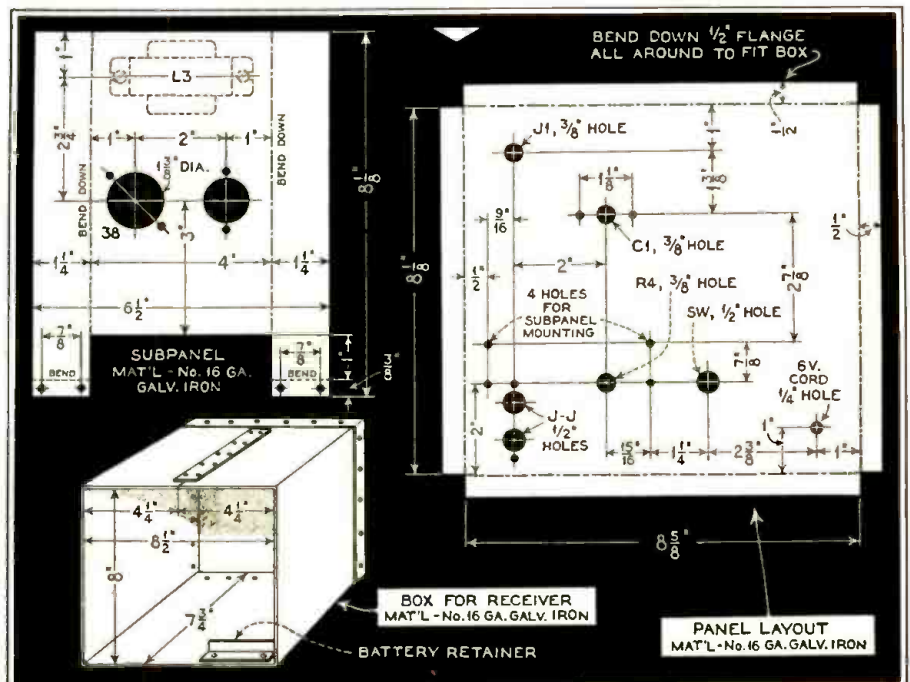 1"
2 3/4"
L3
1"
2"
1"
BEND DOWN
BEND DOWN
DIA.
38
3"
8 1/8"
1 1/4"
4"
1 1/4"
6 1/2"
7/8"
7/8"
1"
3/8"
BEND
BEND
SUBPANEL
MAT'L - No. 16 GA.
GALV. IRON
BEND DOWN 1/2" FLANGE
ALL AROUND TO FIT BOX
1/2"
J1, 3/8" HOLE
1"
1 3/8"
1 1/8"
9/16"
C1, 3/8" HOLE
1/2"
1/2"
2"
8 1/8"
R4, 3/8" HOLE
2 7/8"
4 HOLES
FOR
SUBPANEL
MOUNTING
SW, 1/2" HOLE
7/8"
6V.
CORD
1/4" HOLE
2"
J-J
1/2"
HOLES
15/16"
1 1/4"
2 3/8"
1"
1"
8 5/8"
PANEL LAYOUT
MAT'L - No. 16 GA. GALV. IRON
4 1/4"
4 1/4"
8 1/2"
8"
7 3/4"
BOX FOR RECEIVER
MAT'L - No. 16 GA. GALV. IRON
BATTERY RETAINER